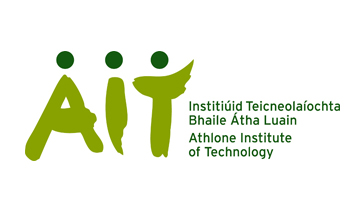 AIT
Institiúid Teicneolaíochta
Bhaile Átha Luain
Athlone Institute
of Technology